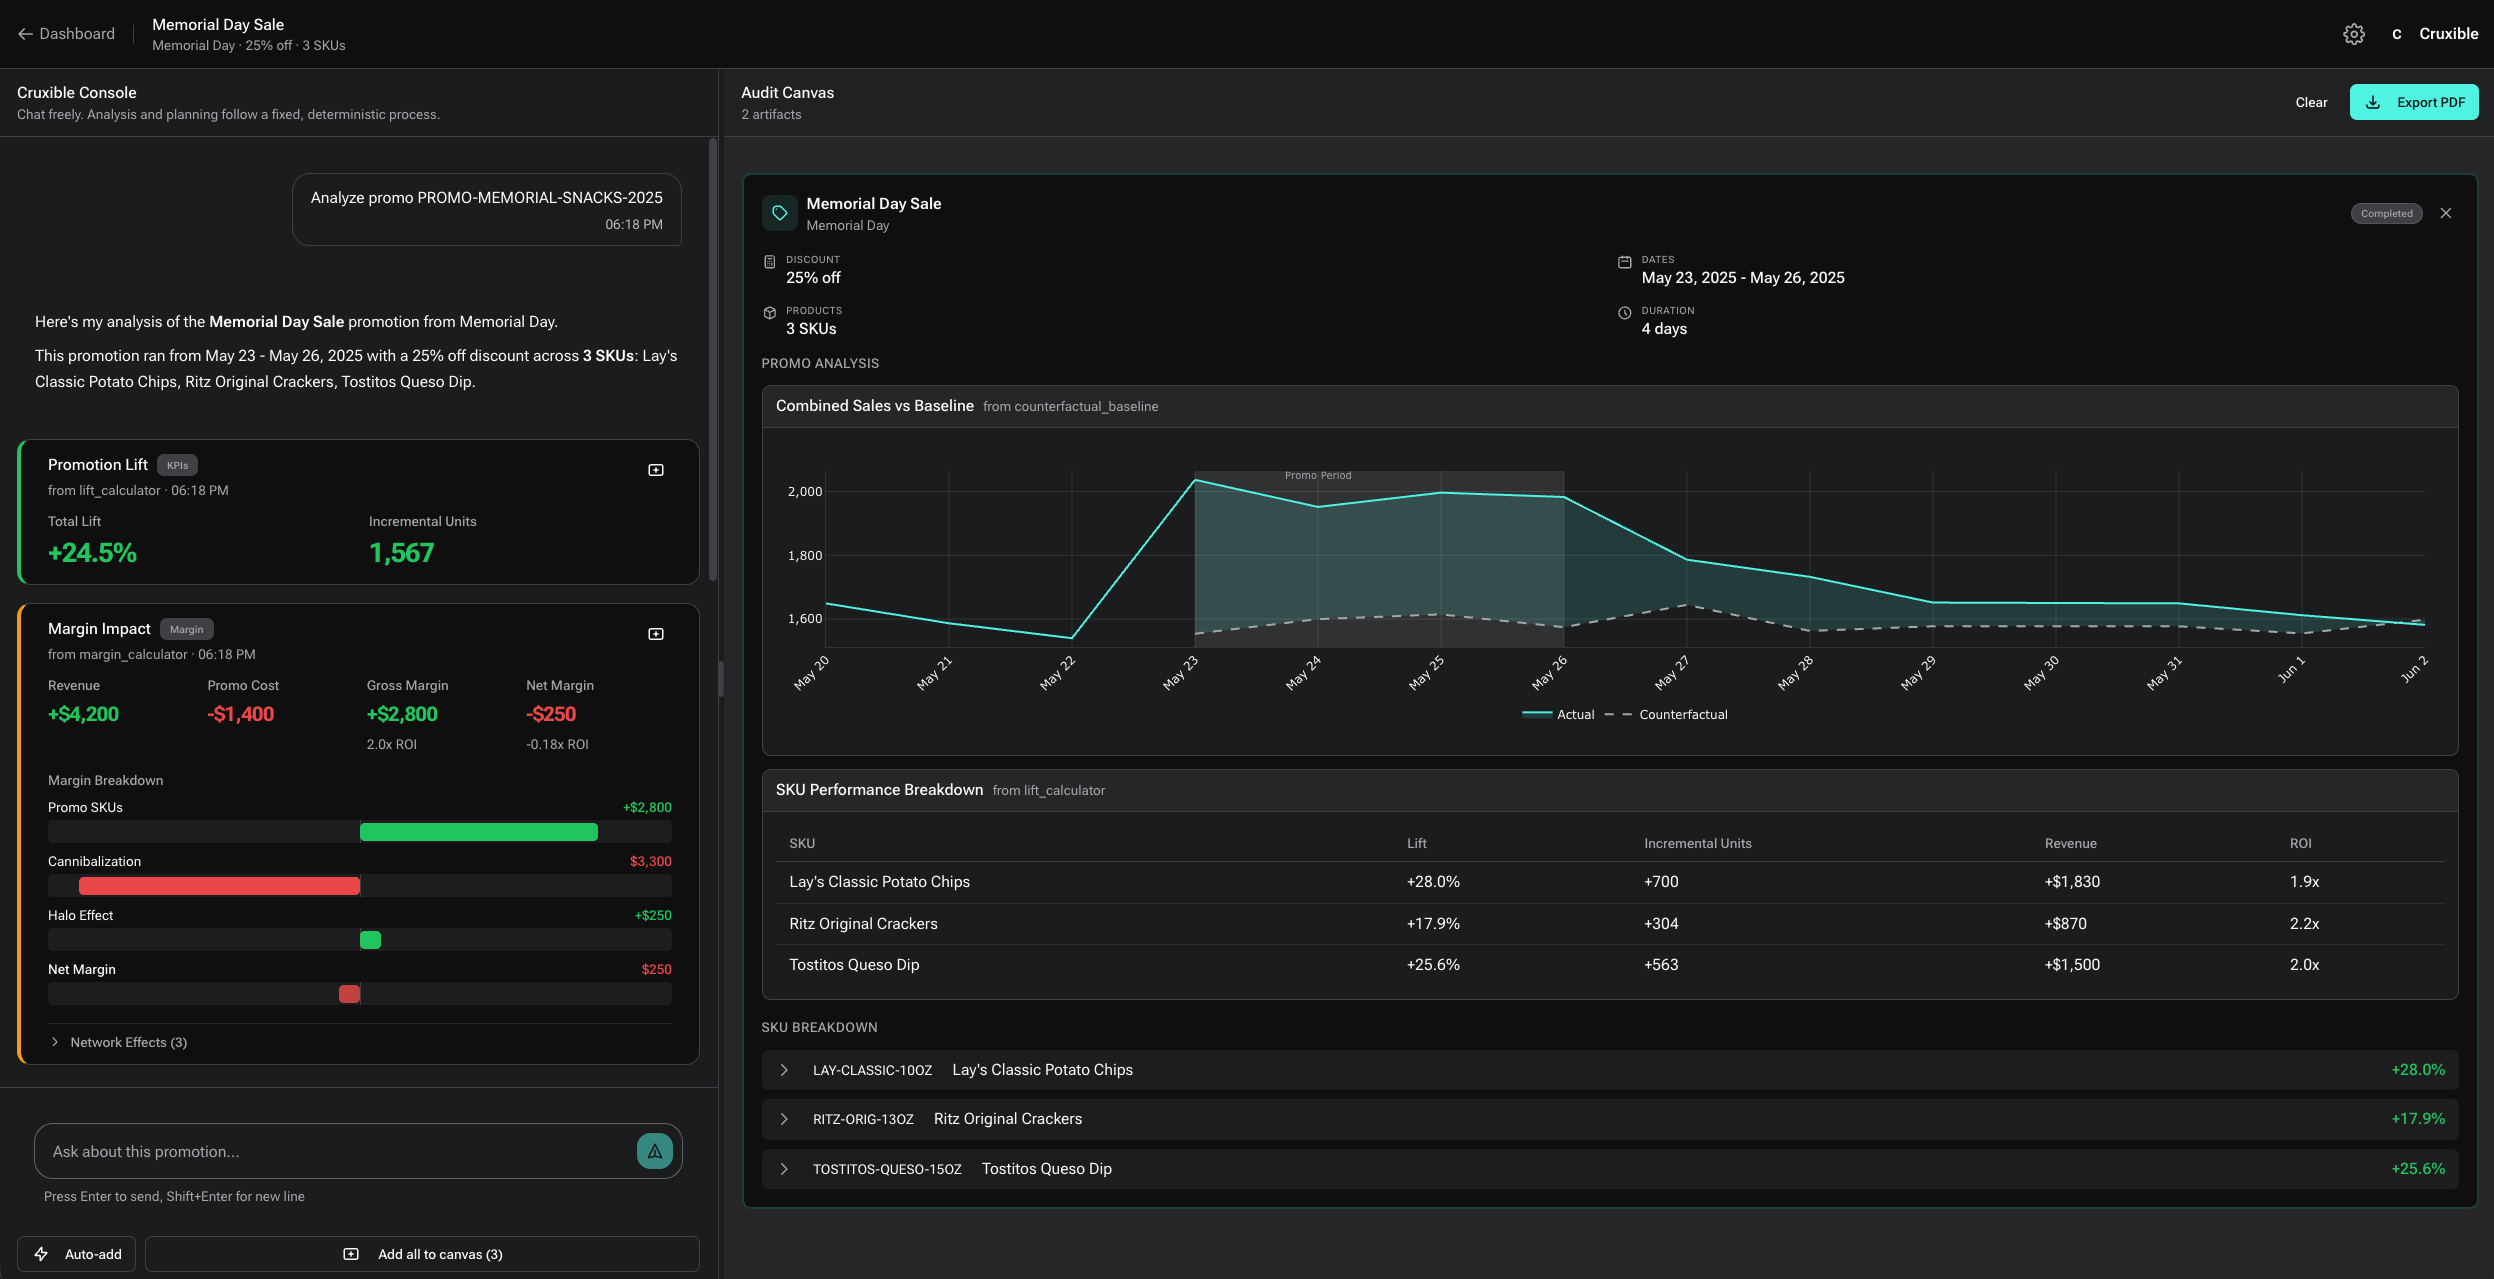 Dashboard
Memorial Day Sale
Memorial Day · 25% off · 3 SKUs
C Cruxible
Cruxible Console
Chat freely. Analysis and planning follow a fixed, deterministic process.
Analyze promo PROMO-MEMORIAL-SNACKS-2025
06:18 PM
Here's my analysis of the Memorial Day Sale promotion from Memorial Day.
This promotion ran from May 23 - May 26, 2025 with a 25% off discount across 3 SKUs: Lay's
Classic Potato Chips, Ritz Original Crackers, Tostitos Queso Dip.
Promotion Lift KPIs
from lift_calculator · 06:18 PM
Total Lift Incremental Units
+24.5% 1,567
Margin Impact Margin
from margin_calculator · 06:18 PM
Revenue Promo Cost Gross Margin Net Margin
+$4,200 -$1,400 +$2,800 -$250
2.0x ROI -0.18x ROI
Margin Breakdown
Promo SKUs +$2,800
Cannibalization $3,300
Halo Effect +$250
Net Margin $250
Network Effects (3)
Ask about this promotion...
Press Enter to send, Shift+Enter for new line
Auto-add Add all to canvas (3)
Audit Canvas
2 artifacts
Clear Export PDF
Memorial Day Sale
Memorial Day
Completed
DISCOUNT
25% off
DATES
May 23, 2025 - May 26, 2025
PRODUCTS
3 SKUs
DURATION
4 days
PROMO ANALYSIS
Combined Sales vs Baseline from counterfactual_baseline
Promo Period
2,000
1,800
1,600
May 20 May 21 May 22 May 23 May 24 May 25 May 26 May 27 May 28 May 29 May 30 May 31 Jun 1 Jun 2
Actual Counterfactual
SKU Performance Breakdown from lift_calculator
SKU Lift Incremental Units Revenue ROI
Lay's Classic Potato Chips +28.0% +700 +$1,830 1.9x
Ritz Original Crackers +17.9% +304 +$870 2.2x
Tostitos Queso Dip +25.6% +563 +$1,500 2.0x
SKU BREAKDOWN
LAY-CLASSIC-10OZ Lay's Classic Potato Chips +28.0%
RITZ-ORIG-13OZ Ritz Original Crackers +17.9%
TOSTITOS-QUESO-15OZ Tostitos Queso Dip +25.6%